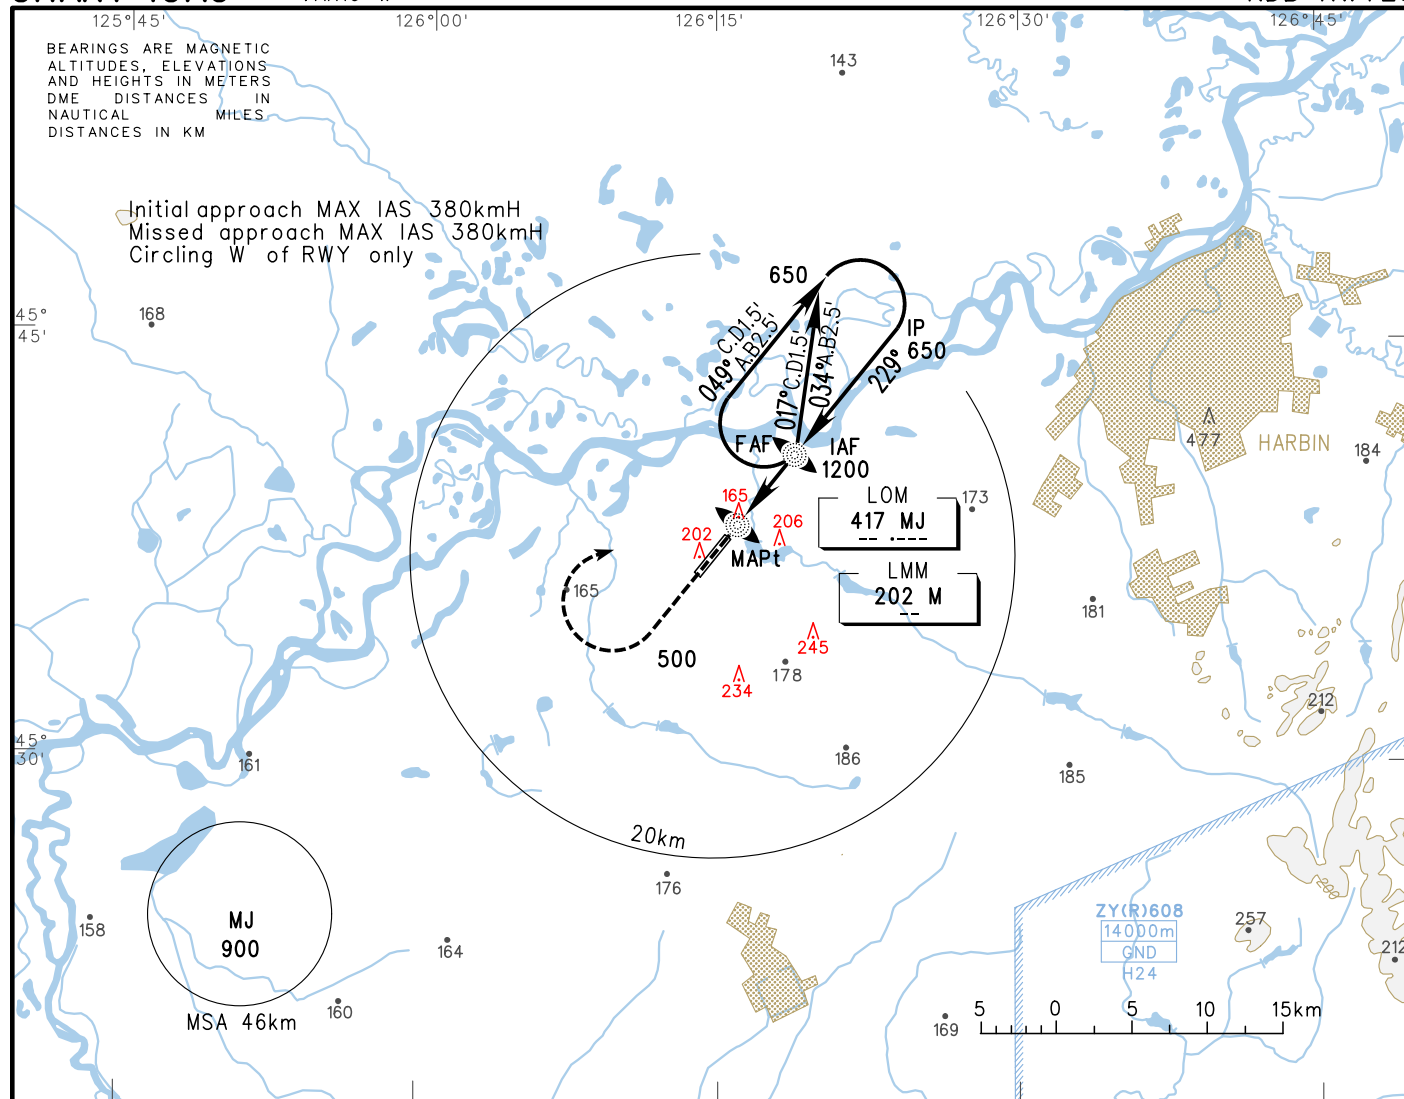 125°45'
126°00'
126°15'
126°30'
126°45'
BEARINGS ARE MAGNETIC
ALTITUDES, ELEVATIONS
AND HEIGHTS IN METERS
DME DISTANCES IN
NAUTICAL MILES
DISTANCES IN KM
143
Initial approach MAX IAS 380kmH
Missed approach MAX IAS 380kmH
Circling W of RWY only
45°
45'
168
650
IP
650
049°
C.D1.5'
A.B2.5'
017°C.D1.5'
034°A.B2.5'
229°
FAF
IAF
1200
477
HARBIN
184
173
LOM
417 MJ
-- .---
165
202
206
MAPt
LMM
202 M
--
165
181
500
245
178
234
212
45°
30'
161
186
185
20km
176
200
MJ
900
MSA 46km
158
164
160
ZY(R)608
14000m
GND
H24
257
212
169
5 0 5 10 15km